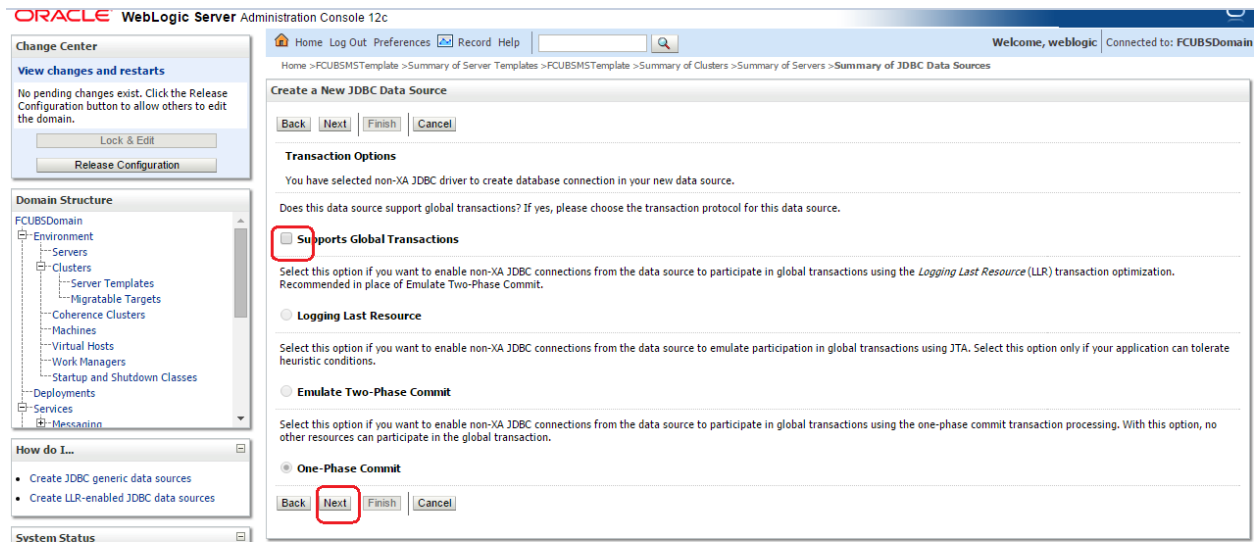 ORACLE WebLogic Server Administration Console 12c
Change Center
View changes and restarts
No pending changes exist. Click the Release
Configuration button to allow others to edit
the domain.
Lock & Edit
Release Configuration
Domain Structure
FCUBSDomain
Environment
Servers
Clusters
Server Templates
Migratable Targets
Coherence Clusters
Machines
Virtual Hosts
Work Managers
Startup and Shutdown Classes
Deployments
Services
Messaging
How do I...
Create JDBC generic data sources
Create LLR-enabled JDBC data sources
System Status
Home Log Out Preferences Record Help
Welcome, weblogic Connected to: FCUBSDomain
Home >FCUBSMSTemplate >Summary of Server Templates >FCUBSMSTemplate >Summary of Clusters >Summary of Servers >Summary of JDBC Data Sources
Create a New JDBC Data Source
Back Next Finish Cancel
Transaction Options
You have selected non-XA JDBC driver to create database connection in your new data source.
Does this data source support global transactions? If yes, please choose the transaction protocol for this data source.
Supports Global Transactions
Select this option if you want to enable non-XA JDBC connections from the data source to participate in global transactions using the Logging Last Resource (LLR) transaction optimization.
Recommended in place of Emulate Two-Phase Commit.
Logging Last Resource
Select this option if you want to enable non-XA JDBC connections from the data source to emulate participation in global transactions using JTA. Select this option only if your application can tolerate
heuristic conditions.
Emulate Two-Phase Commit
Select this option if you want to enable non-XA JDBC connections from the data source to participate in global transactions using the one-phase commit transaction processing. With this option, no
other resources can participate in the global transaction.
One-Phase Commit
Back Next Finish Cancel